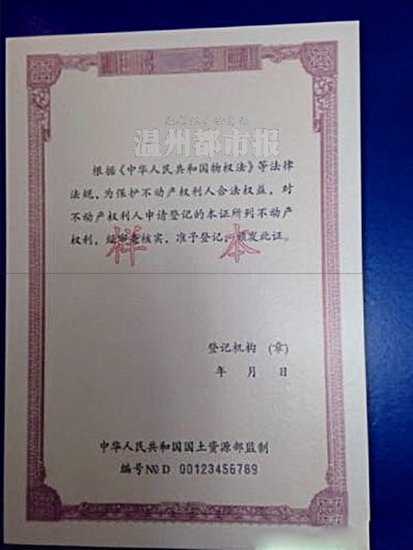 温州都市报
根据《中华人民共和国物权法》等法律
法规，为保护不动产权利人合法权益，对
不动产权利人申请登记的本证所列不动产
权利，经审查核实，准予登记，颁发此证。
样本
登记机构 (章)
年 月 日
中华人民共和国国土资源部监制
编号 № D 00123456789